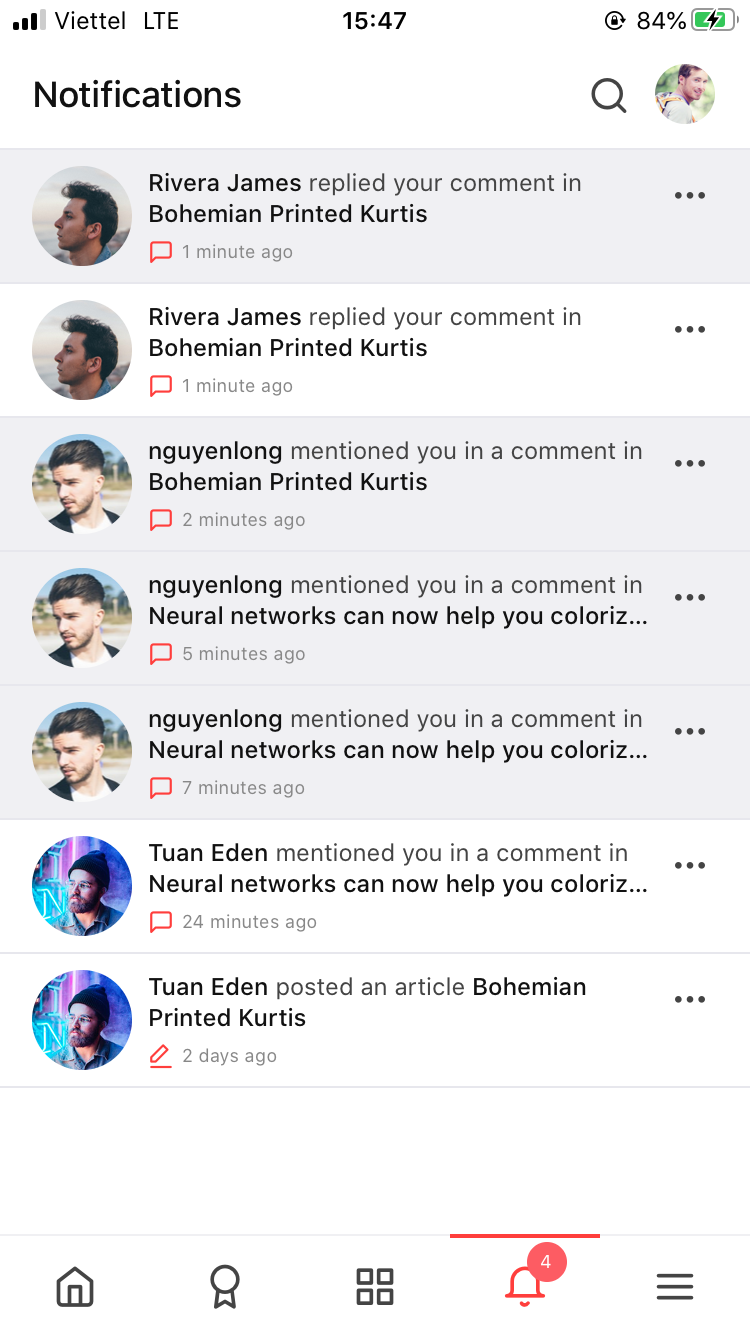 Viettel LTE 15:47 84%
Notifications
Rivera James replied your comment in
Bohemian Printed Kurtis
1 minute ago
Rivera James replied your comment in
Bohemian Printed Kurtis
1 minute ago
nguyenlong mentioned you in a comment in
Bohemian Printed Kurtis
2 minutes ago
nguyenlong mentioned you in a comment in
Neural networks can now help you coloriz...
5 minutes ago
nguyenlong mentioned you in a comment in
Neural networks can now help you coloriz...
7 minutes ago
Tuan Eden mentioned you in a comment in
Neural networks can now help you coloriz...
24 minutes ago
Tuan Eden posted an article Bohemian
Printed Kurtis
2 days ago
4